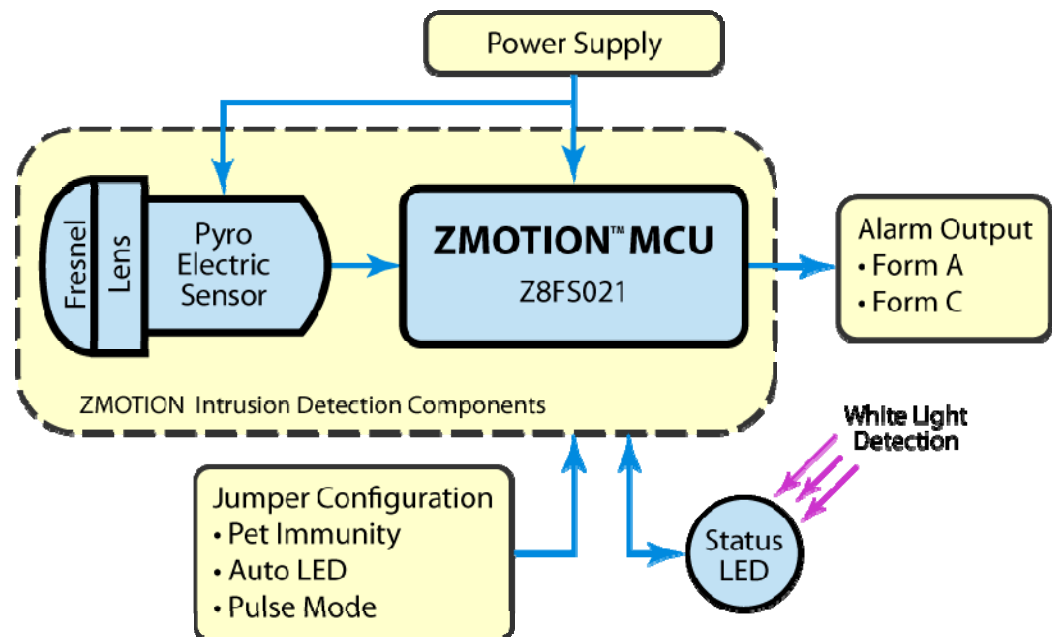 Power Supply
Fresnel
Lens
Pyro
Electric
Sensor
ZMOTION™ MCU
Z8FS021
Alarm Output
• Form A
• Form C
ZMOTION Intrusion Detection Components
White Light
Detection
Jumper Configuration
• Pet Immunity
• Auto LED
• Pulse Mode
Status
LED